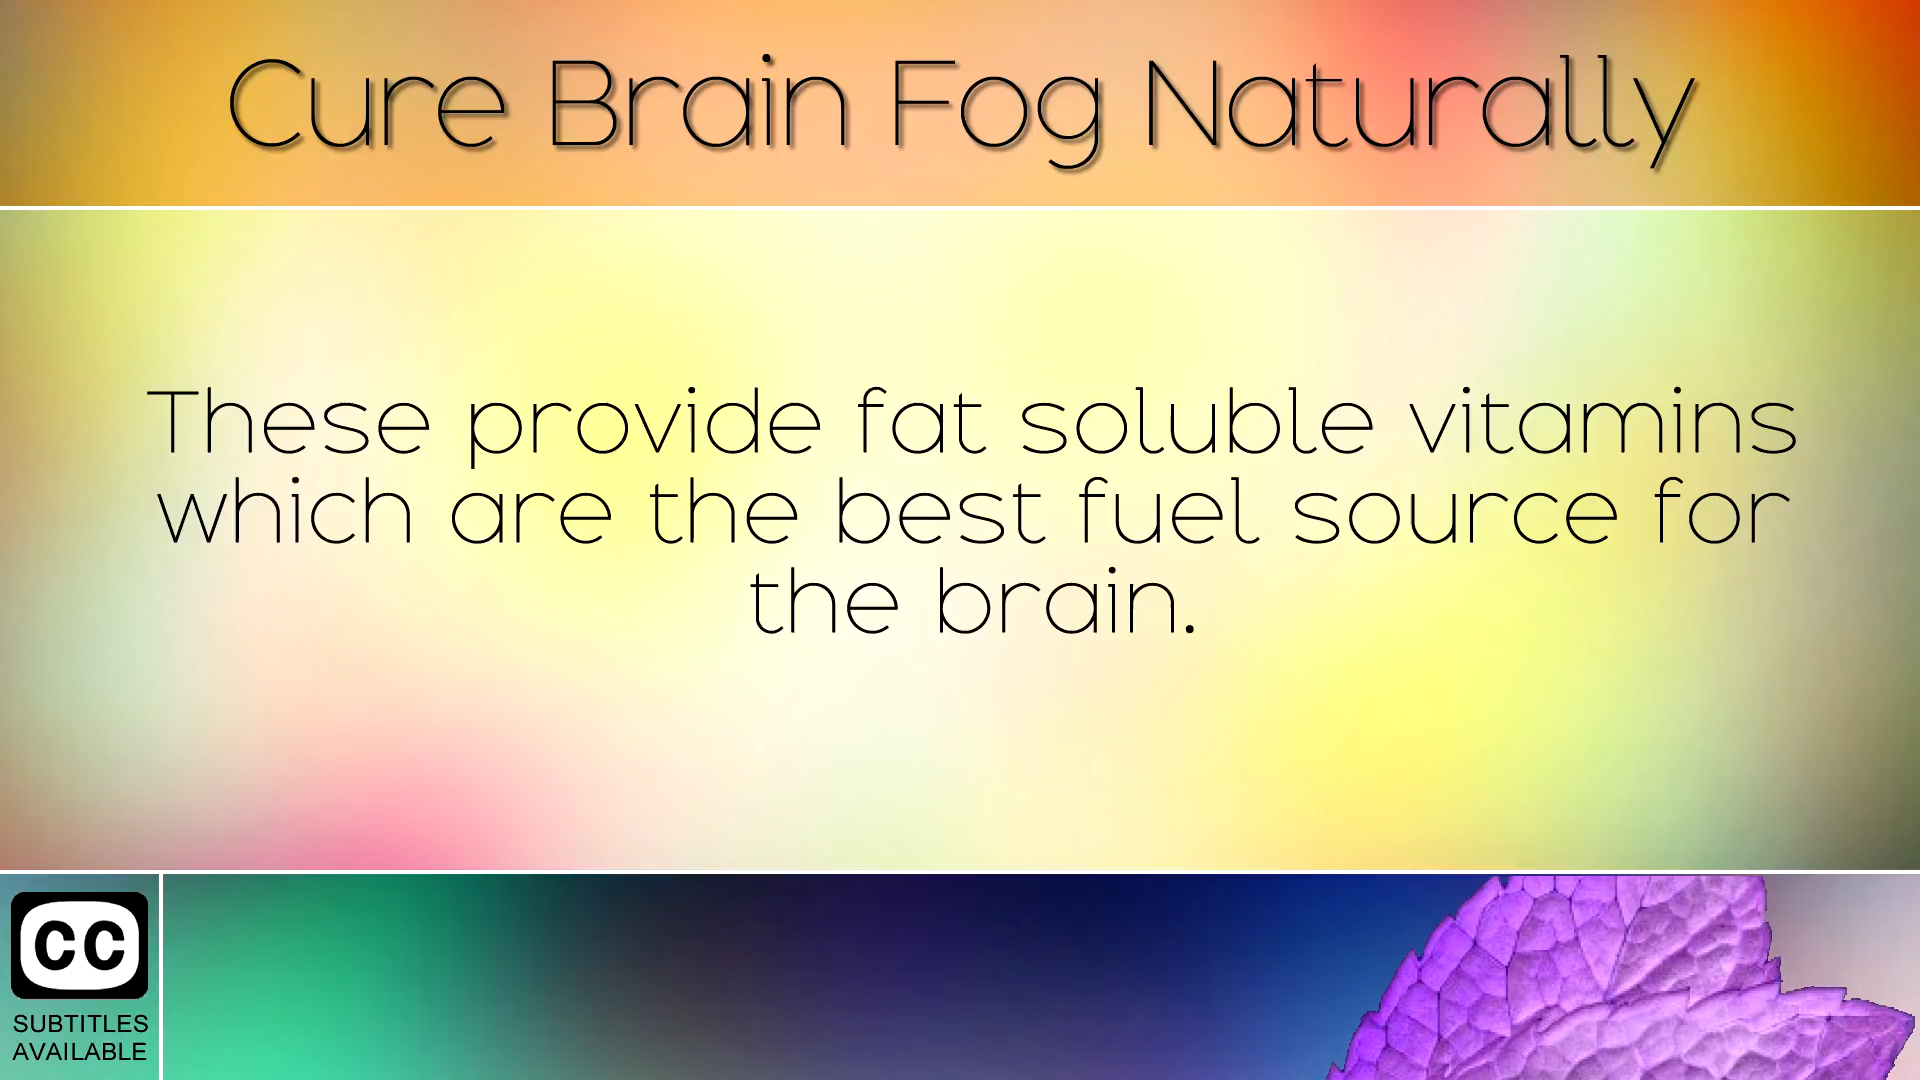 Cure Brain Fog Naturally
These provide fat soluble vitamins
which are the best fuel source for
the brain.
CC
SUBTITLES
AVAILABLE